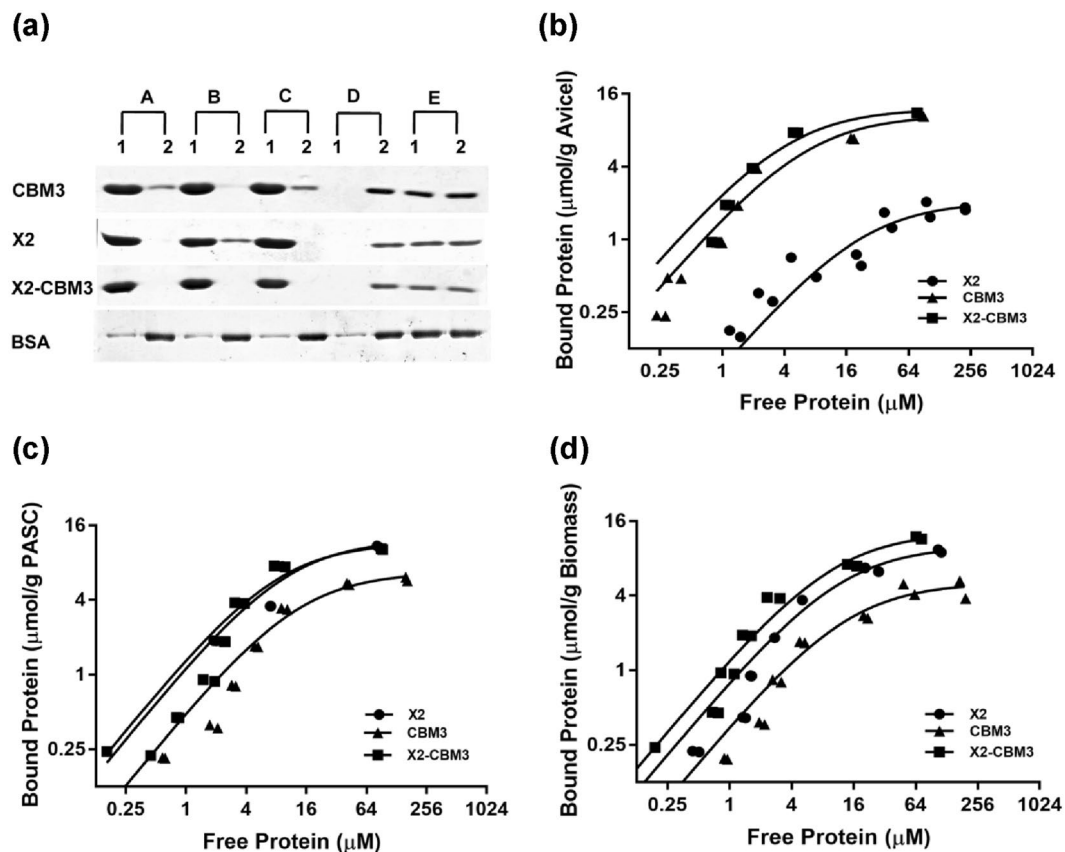 (a)
A B C D E
1 2 1 2 1 2 1 2 1 2
CBM3
X2
X2-CBM3
BSA
(b)
Bound Protein (μmol/g Avicel)
16
4
1
0.25
X2
CBM3
X2-CBM3
0.25 1 4 16 64 256 1024
Free Protein (μM)
(c)
Bound Protein (μmol/g PASC)
16
4
1
0.25
X2
CBM3
X2-CBM3
0.25 1 4 16 64 256 1024
Free Protein (μM)
(d)
Bound Protein (μmol/g Biomass)
16
4
1
0.25
X2
CBM3
X2-CBM3
0.25 1 4 16 64 256 1024
Free Protein (μM)